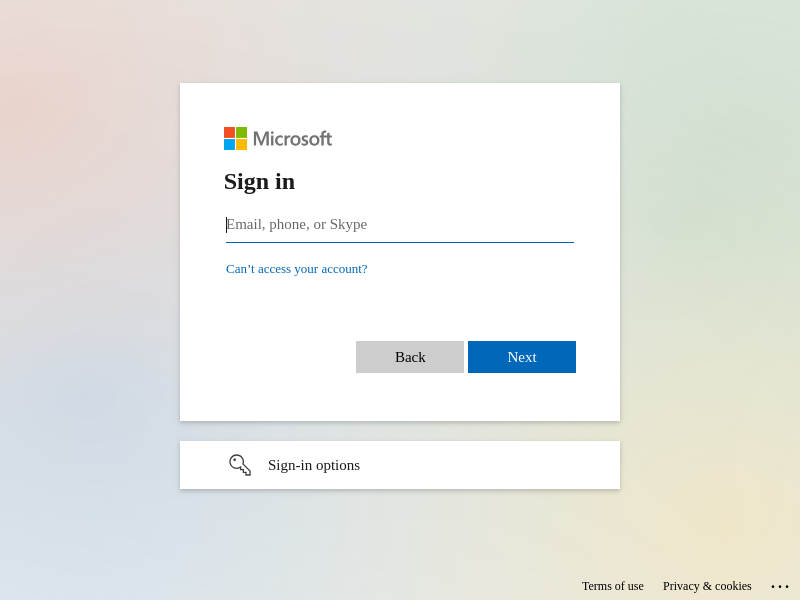 Microsoft
Sign in
Email, phone, or Skype
Can’t access your account?
Back
Next
Sign-in options
Terms of use
Privacy & cookies
...